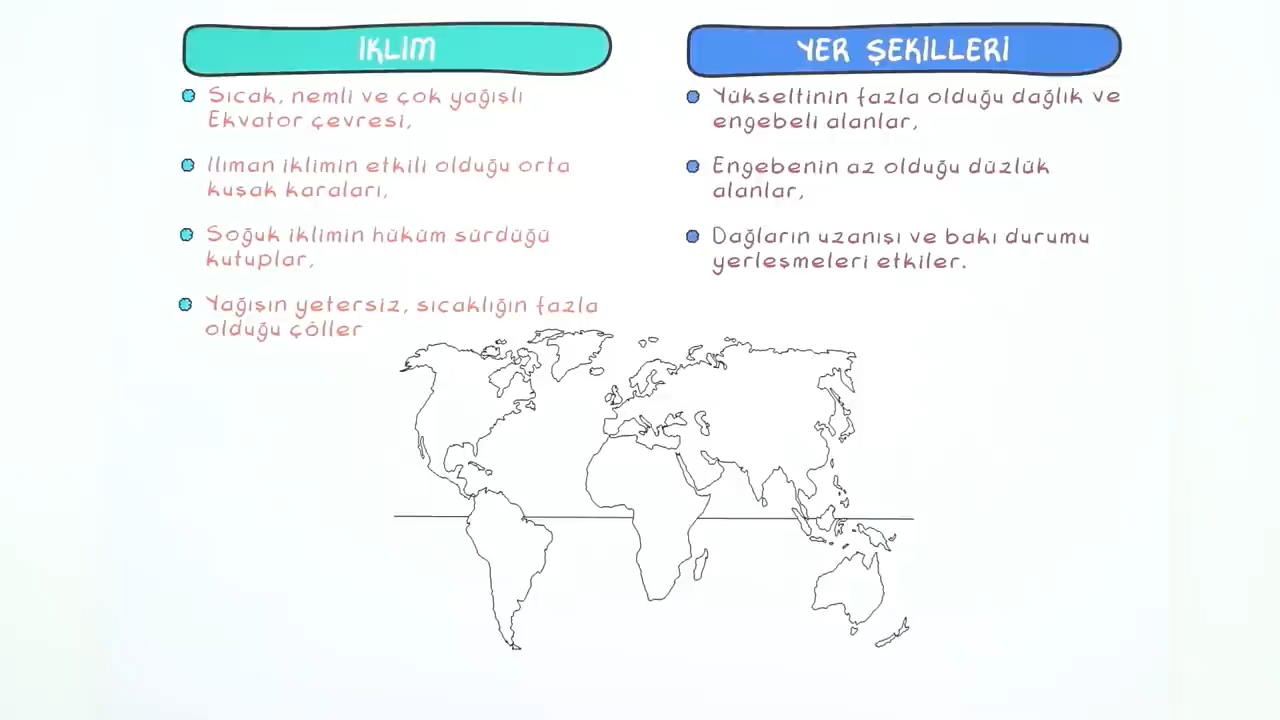 İKLİM
Sıcak, nemli ve çok yağışlı
Ekvator çevresi,
Ilıman iklimin etkili olduğu orta
kuşak karaları,
Soğuk iklimin hüküm sürdüğü
kutuplar,
Yağışın yetersiz, sıcaklığın fazla
olduğu çöller
YER ŞEKİLLERİ
Yükseltinin fazla olduğu dağlık ve
engebeli alanlar,
Engebenin az olduğu düzlük
alanlar,
Dağların uzanışı ve bakı durumu
yerleşmeleri etkiler.